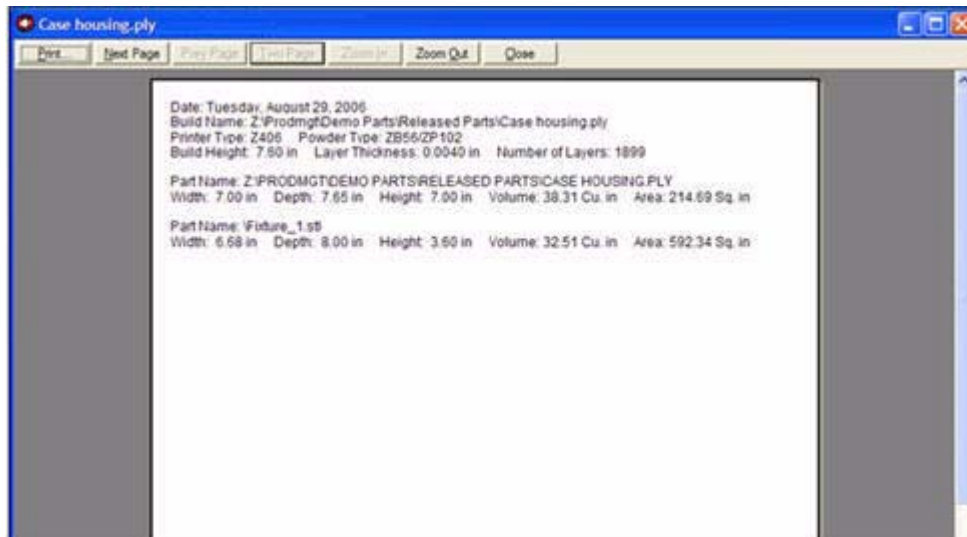 Case housing.ply
Print... Next Page Prev Page Two Page Zoom In Zoom Out Close
Date: Tuesday, August 29, 2006
Build Name: Z:\Prodmgt\Demo Parts\Released Parts\Case housing.ply
Printer Type: Z406 Powder Type: ZB56/ZP102
Build Height: 7.60 in Layer Thickness: 0.0040 in Number of Layers: 1899
Part Name: Z:\PRODMGT\DEMO PARTS\RELEASED PARTS\CASE HOUSING.PLY
Width: 7.00 in Depth: 7.65 in Height: 7.00 in Volume: 38.31 Cu. in Area: 214.69 Sq. in
Part Name: \Fixture_1.stl
Width: 6.68 in Depth: 8.00 in Height: 3.60 in Volume: 32.51 Cu. in Area: 592.34 Sq. in